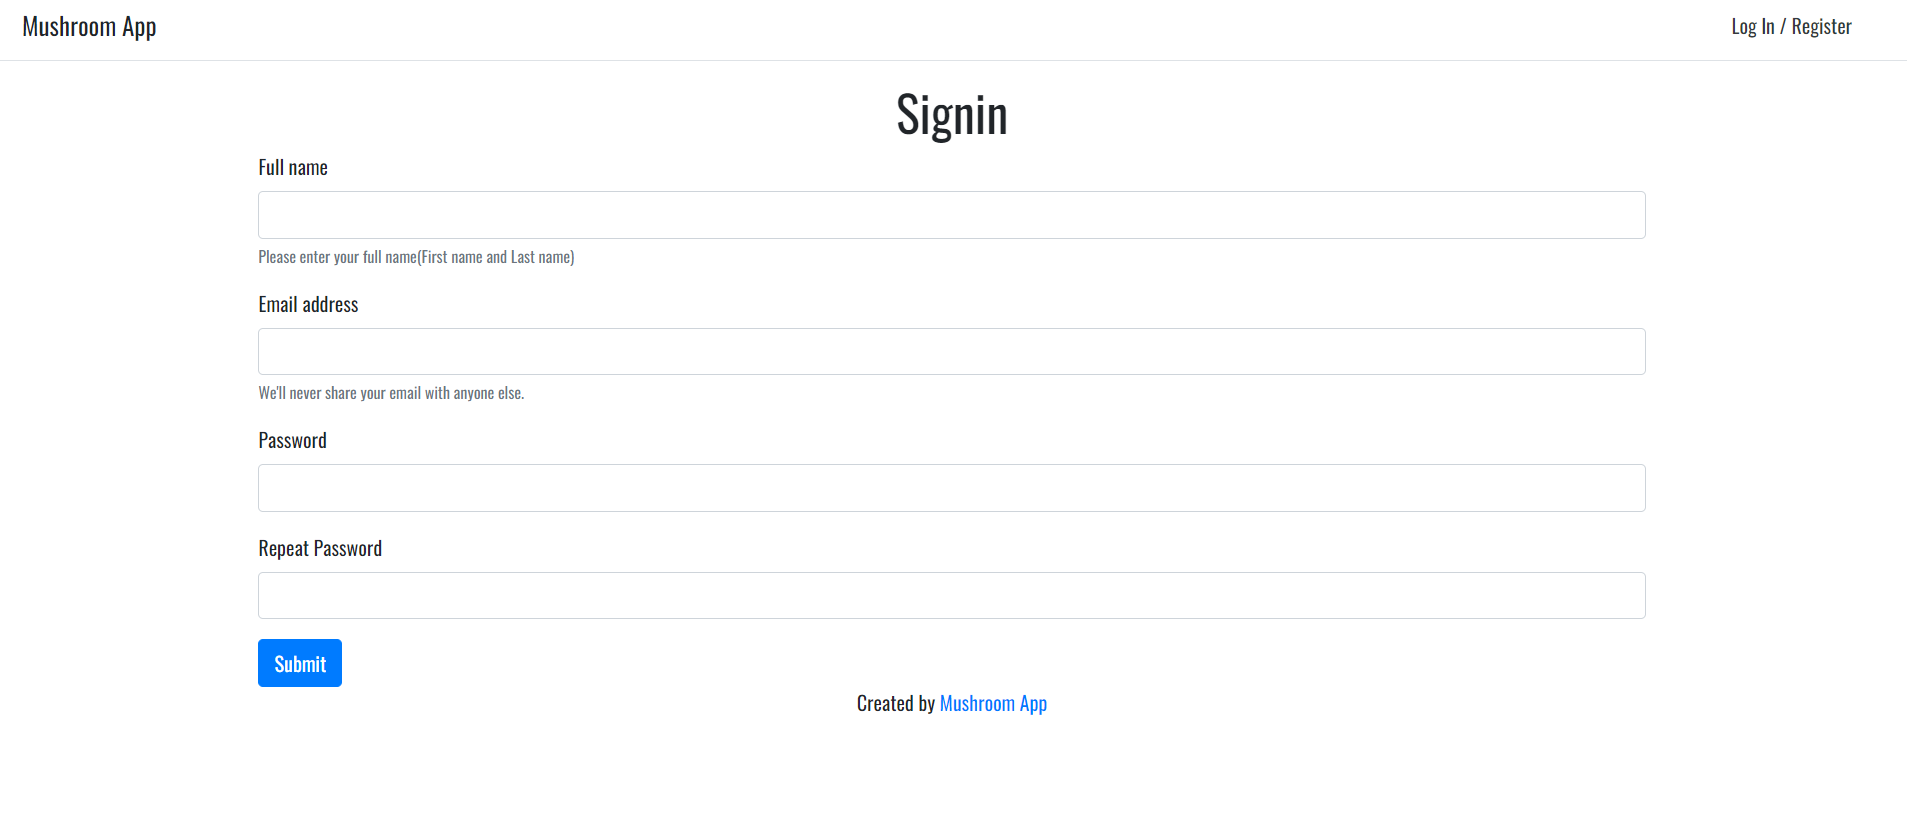 Mushroom App
Log In / Register
Signin
Full name
Please enter your full name(First name and Last name)
Email address
We'll never share your email with anyone else.
Password
Repeat Password
Submit
Created by Mushroom App